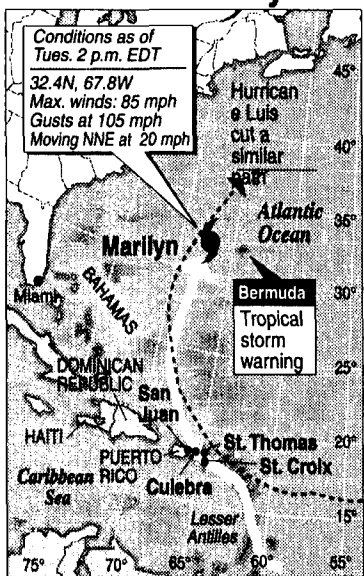 Conditions as of
Tues. 2 p.m. EDT
32.4N, 67.8W
Max. winds: 85 mph
Gusts at 105 mph
Moving NNE at 20 mph
Hurrican
e Luis
cut a
similar
path
45°
40°
Atlantic
Ocean
35°
Marilyn
Bermuda
Tropical
storm
warning
30°
Miami
BAHAMAS
25°
DOMINICAN
REPUBLIC
San
Juan
HAITI
PUERTO
RICO
St. Thomas
20°
St. Croix
Caribbean
Sea
Culebra
Lesser
Antilles
15°
75°
70°
65°
60°
55°